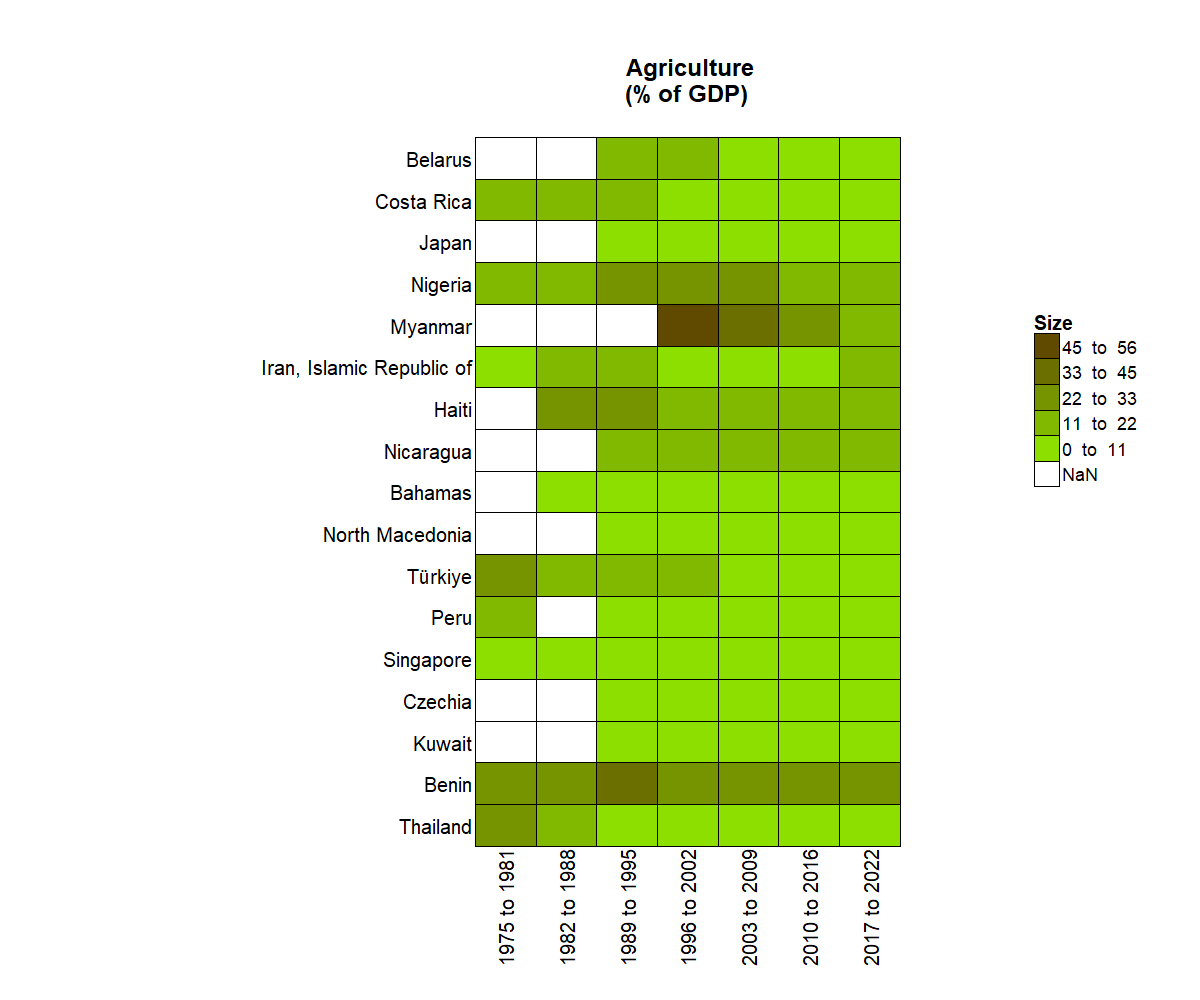 Agriculture
(% of GDP)
Belarus
Costa Rica
Japan
Nigeria
Myanmar
Iran, Islamic Republic of
Haiti
Nicaragua
Bahamas
North Macedonia
Türkiye
Peru
Singapore
Czechia
Kuwait
Benin
Thailand
1975 to 1981
1982 to 1988
1989 to 1995
1996 to 2002
2003 to 2009
2010 to 2016
2017 to 2022
Size
45 to 56
33 to 45
22 to 33
11 to 22
0 to 11
NaN